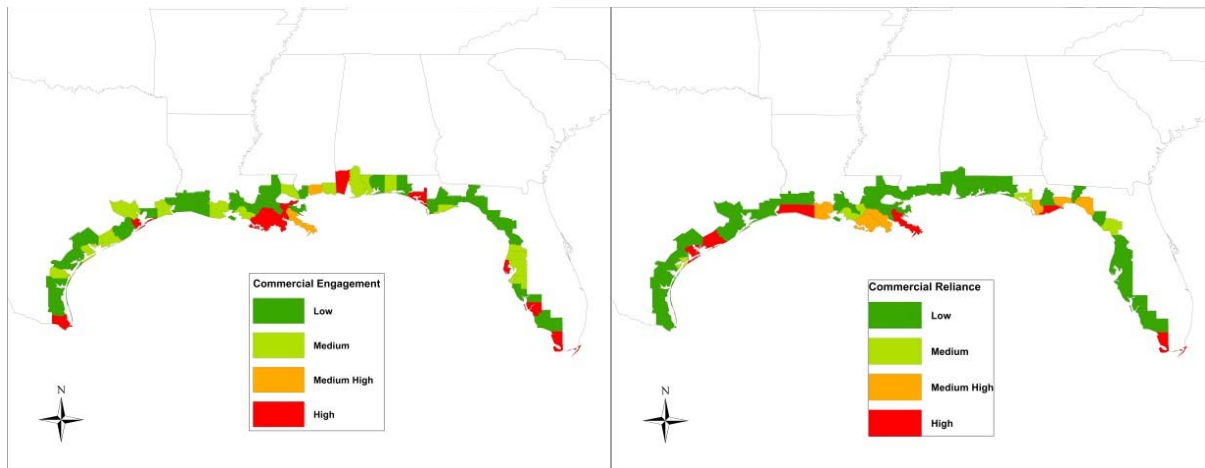 Commercial Engagement
Low
Medium
Medium High
High
N
Commercial Reliance
Low
Medium
Medium High
High
N